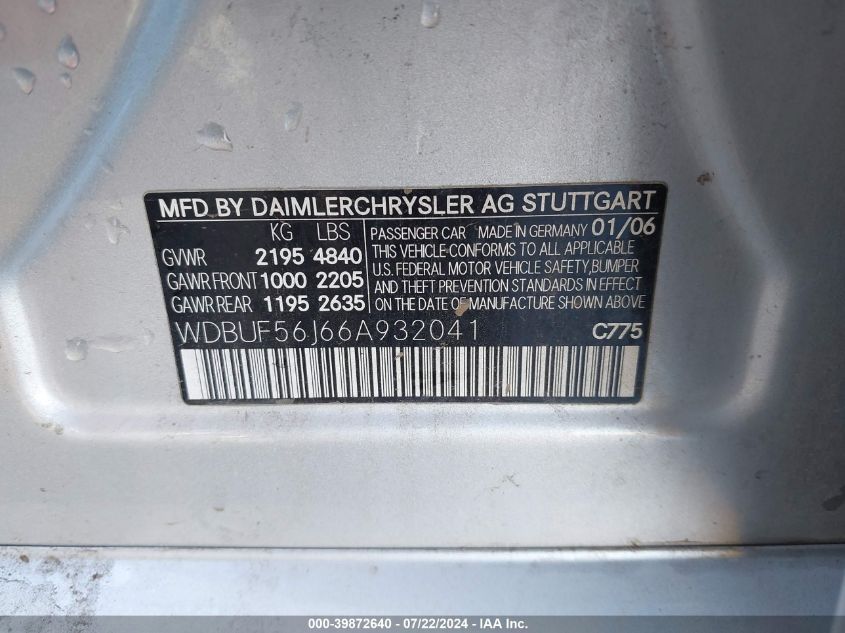 MFD BY DAIMLERCHRYSLER AG STUTTGART
KG LBS
GVWR 2195 4840
GAWR FRONT 1000 2205
GAWR REAR 1195 2635
PASSENGER CAR MADE IN GERMANY 01/06
THIS VEHICLE CONFORMS TO ALL APPLICABLE
U.S. FEDERAL MOTOR VEHICLE SAFETY, BUMPER
AND THEFT PREVENTION STANDARDS IN EFFECT
ON THE DATE OF MANUFACTURE SHOWN ABOVE
WDBUF56J66A932041 C775
000-39872640 - 07/22/2024 - IAAI.com